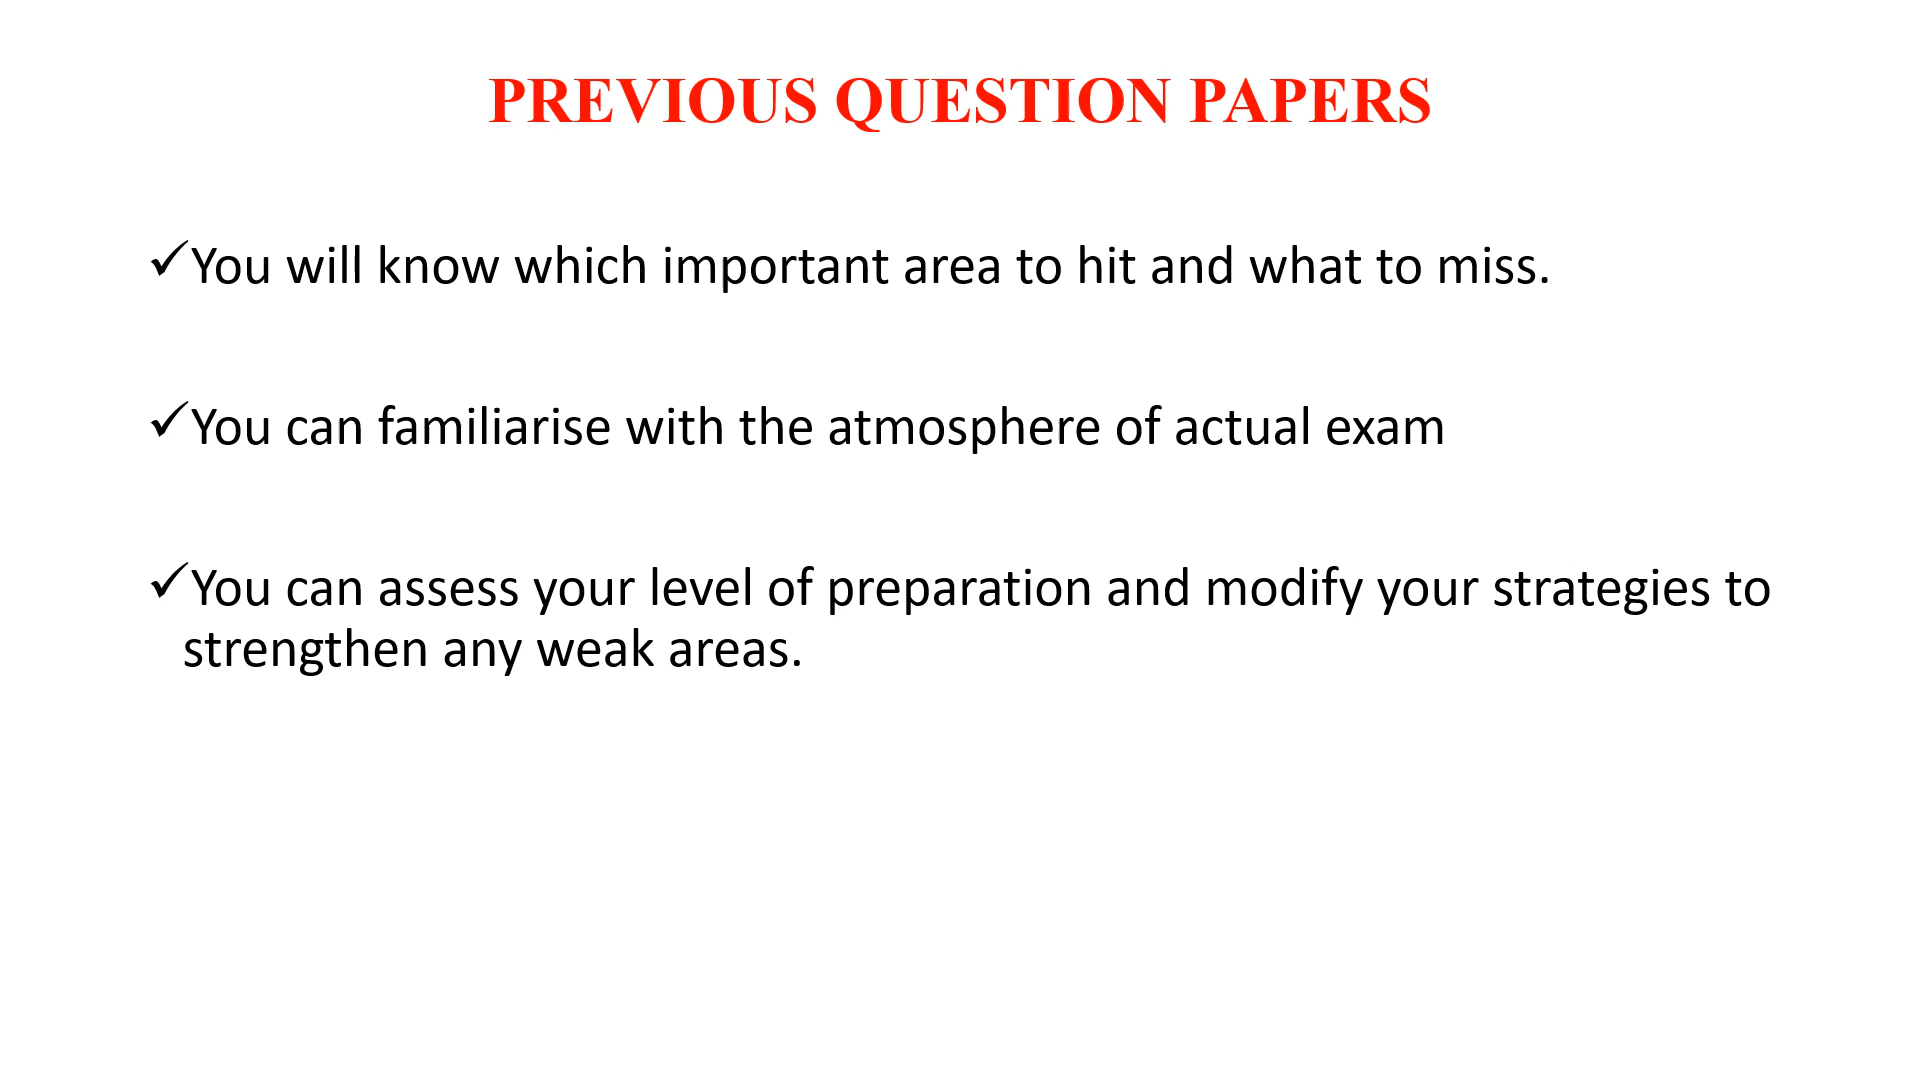 PREVIOUS QUESTION PAPERS
✓You will know which important area to hit and what to miss.
✓You can familiarise with the atmosphere of actual exam
✓You can assess your level of preparation and modify your strategies to
strengthen any weak areas.